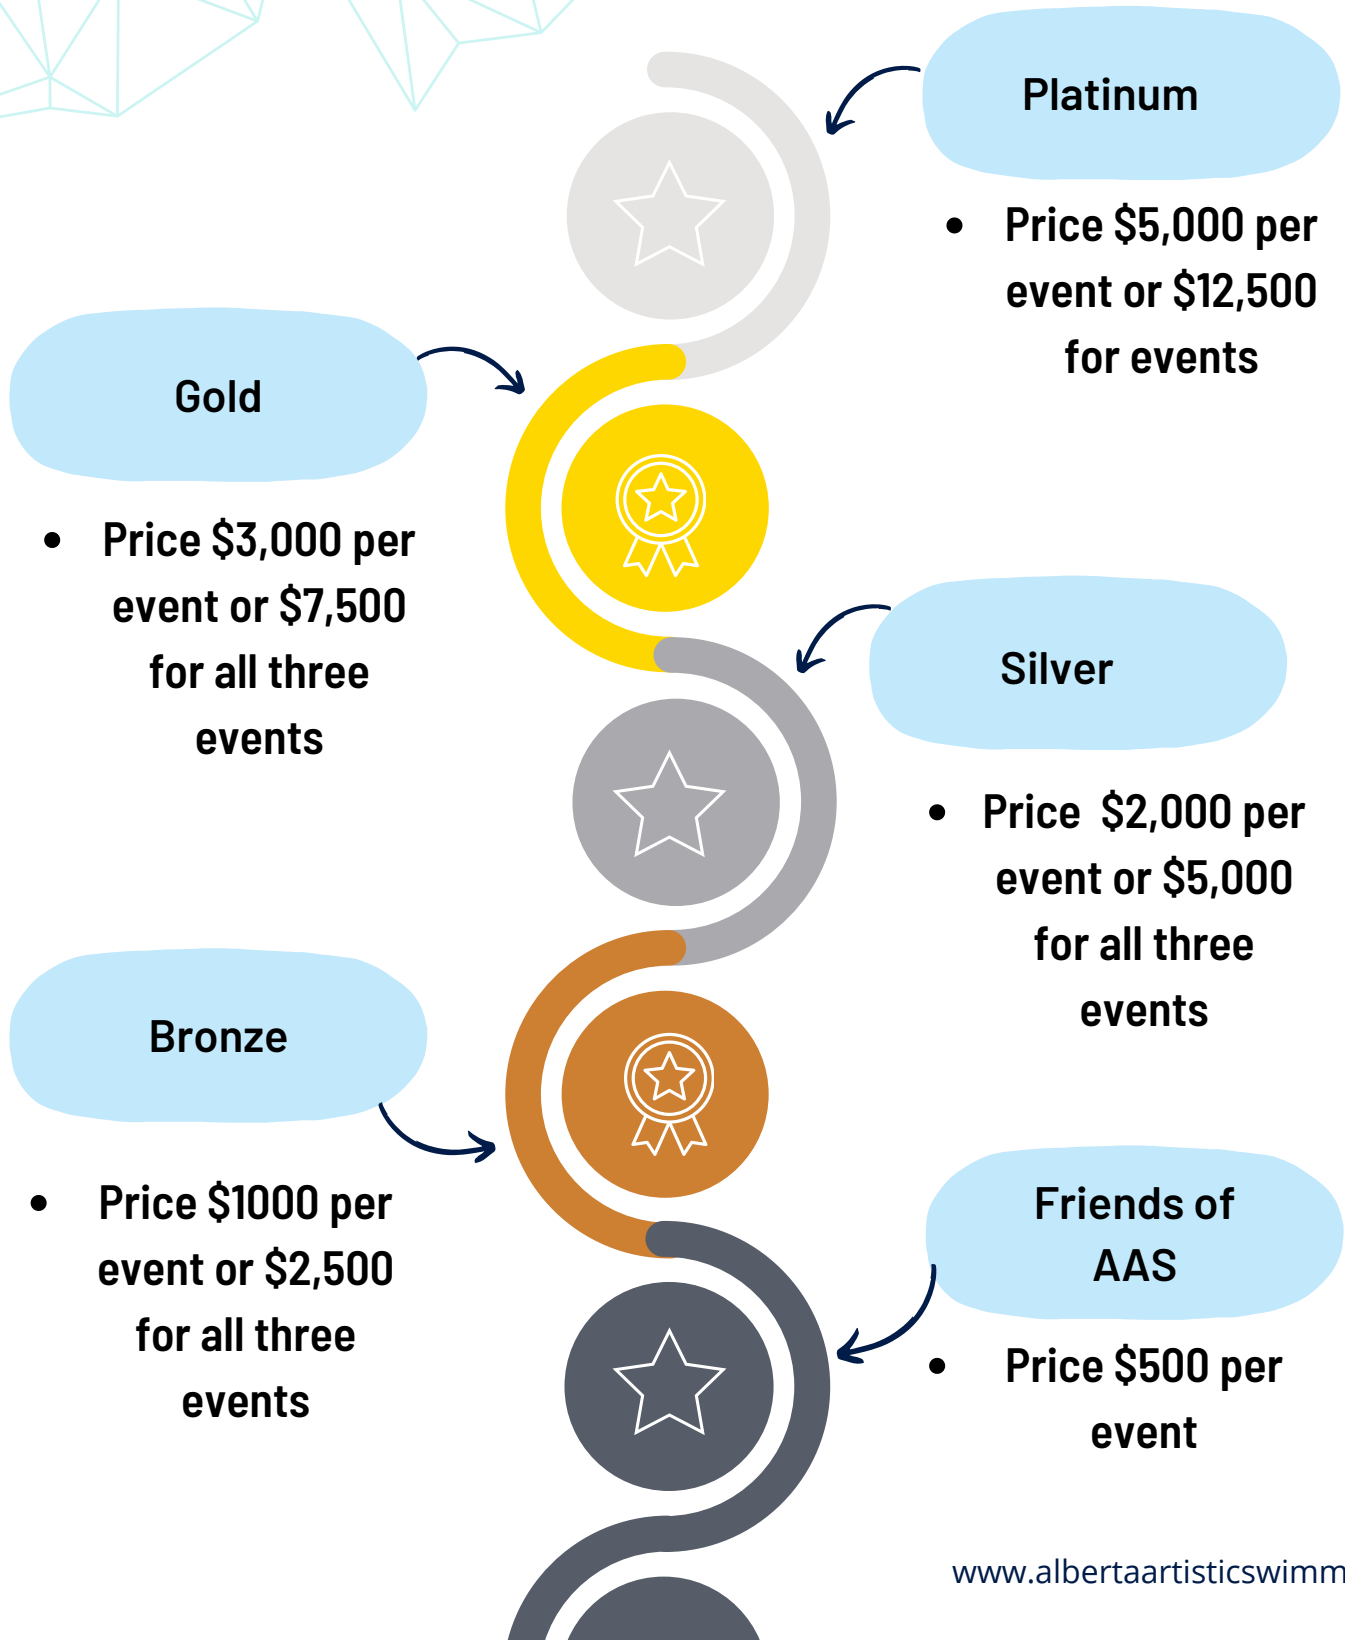 Platinum
• Price $5,000 per
event or $12,500
for events
Gold
• Price $3,000 per
event or $7,500
for all three
events
Silver
• Price  $2,000 per
event or $5,000
for all three
events
Bronze
• Price $1000 per
event or $2,500
for all three
events
Friends of
AAS
• Price $500 per
event
www.albertaartisticswimm